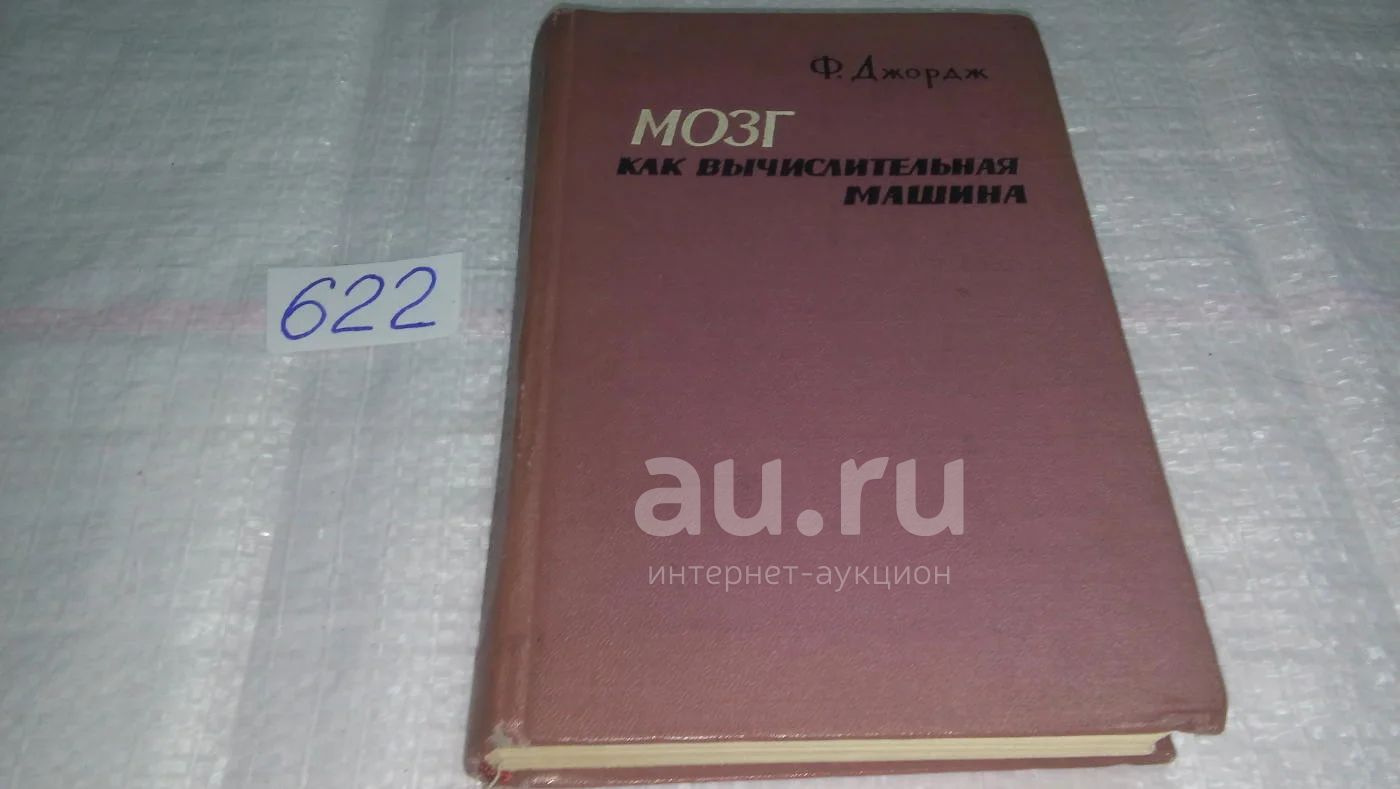 Ф. Джордж
МОЗГ
КАК ВЫЧИСЛИТЕЛЬНАЯ
МАШИНА
622
au.ru
интернет-аукцион